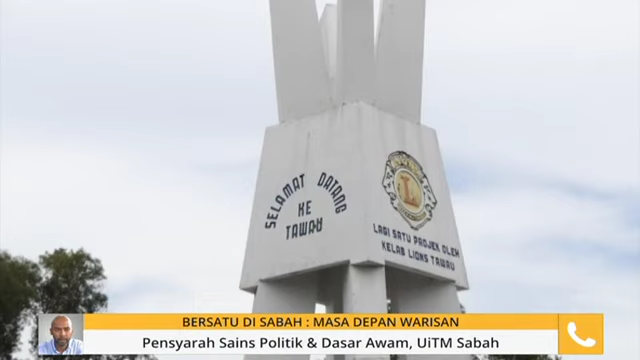 SELAMAT DATANG
KE
TAWAU
L
LAGI SATU PROJEK OLEH
KELAB LIONS TAWAU
BERSATU DI SABAH : MASA DEPAN WARISAN
Pensyarah Sains Politik & Dasar Awam, UiTM Sabah